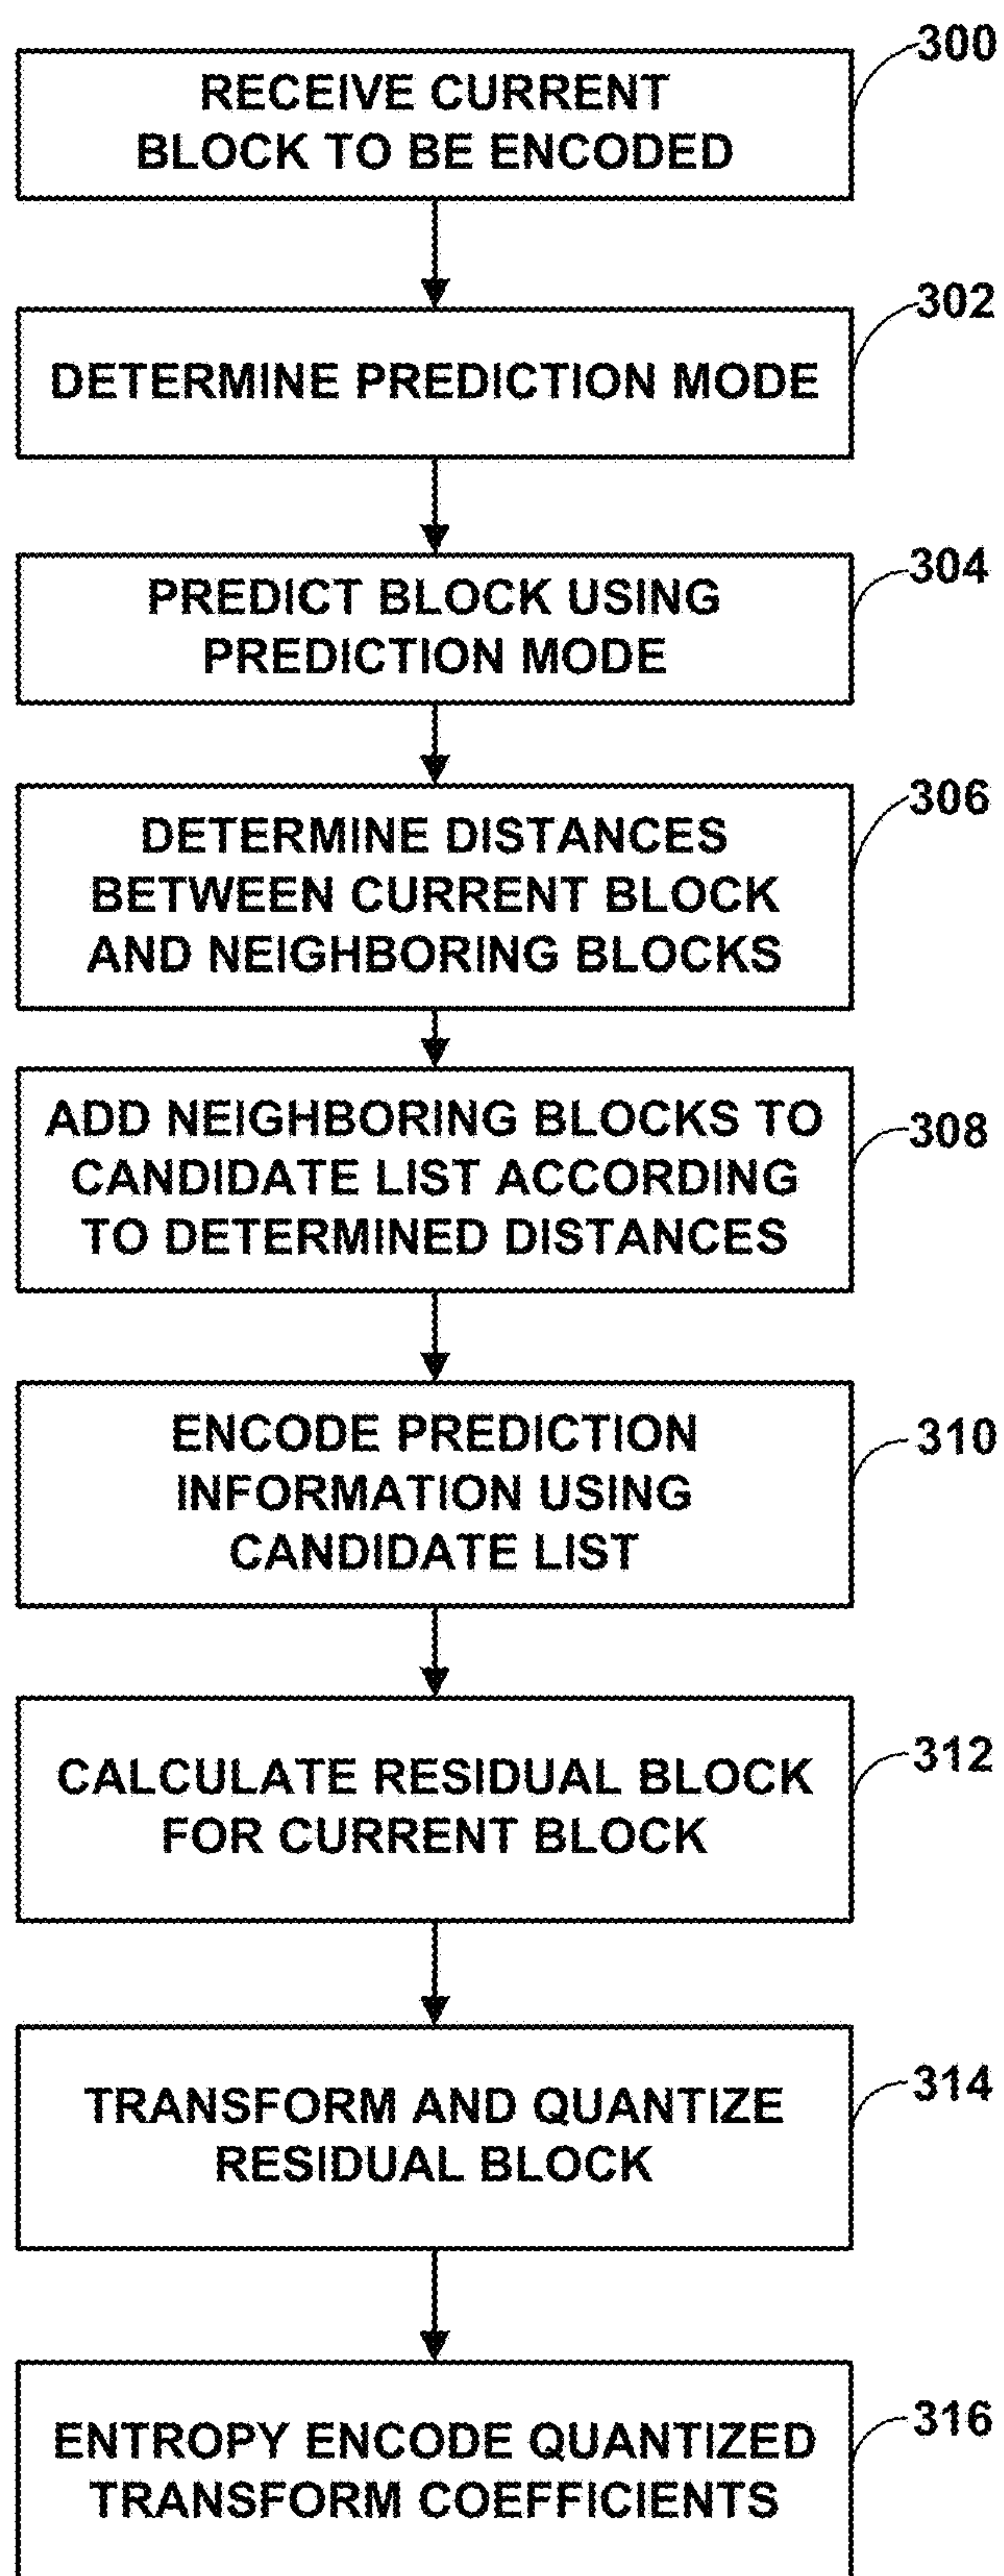 300
RECEIVE CURRENT
BLOCK TO BE ENCODED
302
DETERMINE PREDICTION MODE
304
PREDICT BLOCK USING
PREDICTION MODE
306
DETERMINE DISTANCES
BETWEEN CURRENT BLOCK
AND NEIGHBORING BLOCKS
308
ADD NEIGHBORING BLOCKS TO
CANDIDATE LIST ACCORDING
TO DETERMINED DISTANCES
310
ENCODE PREDICTION
INFORMATION USING
CANDIDATE LIST
312
CALCULATE RESIDUAL BLOCK
FOR CURRENT BLOCK
314
TRANSFORM AND QUANTIZE
RESIDUAL BLOCK
316
ENTROPY ENCODE QUANTIZED
TRANSFORM COEFFICIENTS